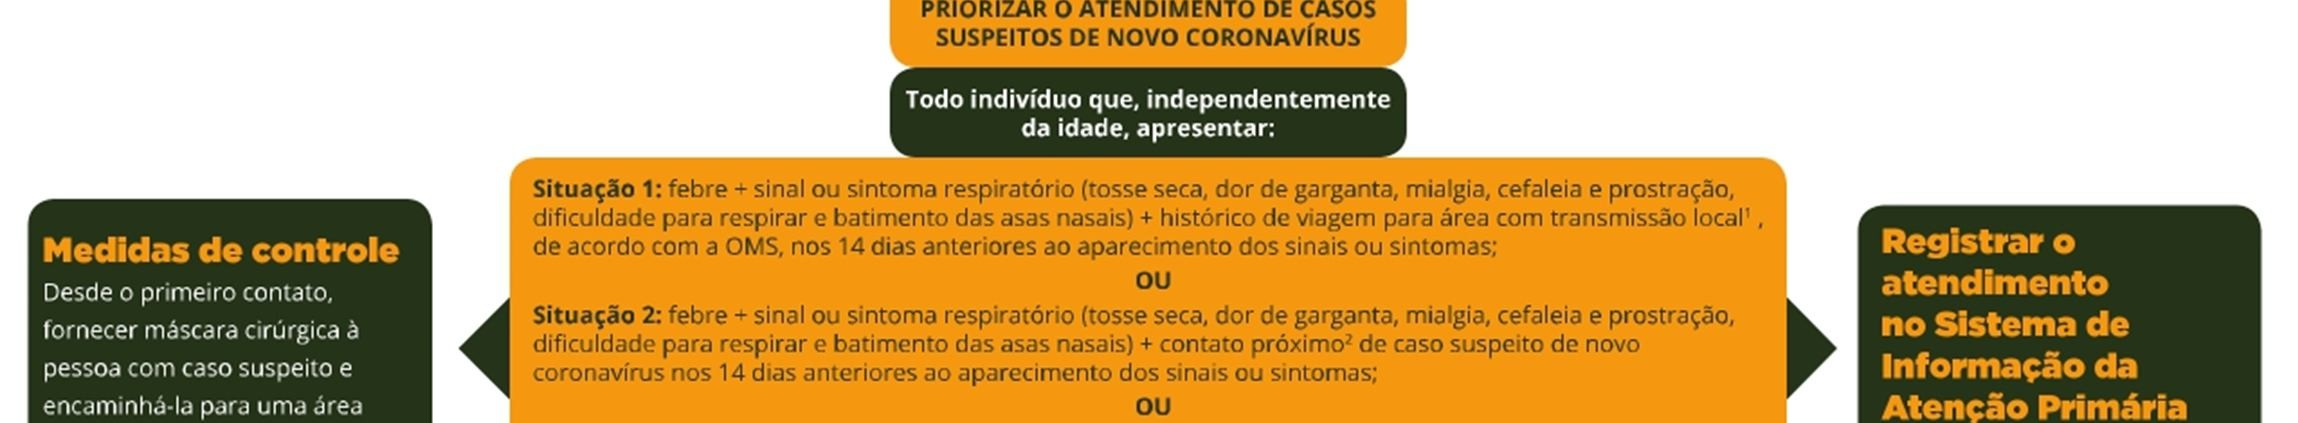 PRIORIZAR O ATENDIMENTO DE CASOS
SUSPEITOS DE NOVO CORONAVÍRUS
Todo indivíduo que, independentemente
da idade, apresentar:
Medidas de controle
Desde o primeiro contato,
fornecer máscara cirúrgica à
pessoa com caso suspeito e
encaminhá-la para uma área
Situação 1: febre + sinal ou sintoma respiratório (tosse seca, dor de garganta, mialgia, cefaleia e prostração,
dificuldade para respirar e batimento das asas nasais) + histórico de viagem para área com transmissão local¹ ,
de acordo com a OMS, nos 14 dias anteriores ao aparecimento dos sinais ou sintomas;
OU
Situação 2: febre + sinal ou sintoma respiratório (tosse seca, dor de garganta, mialgia, cefaleia e prostração,
dificuldade para respirar e batimento das asas nasais) + contato próximo² de caso suspeito de novo
coronavírus nos 14 dias anteriores ao aparecimento dos sinais ou sintomas;
OU
Registrar o
atendimento
no Sistema de
Informação da
Atenção Primária